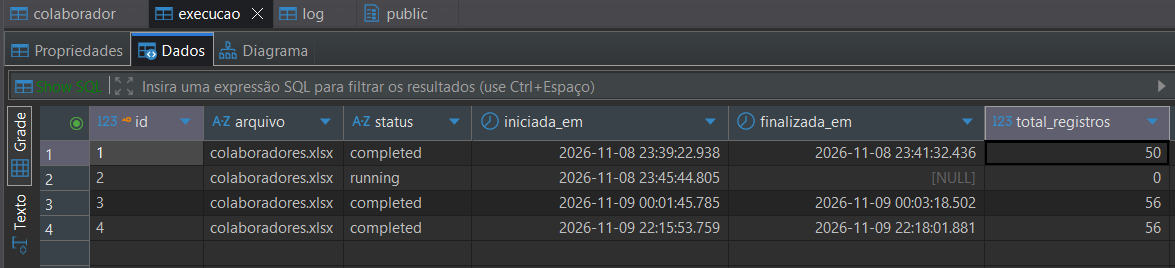 colaborador execucao log public
Propriedades Dados Diagrama
Show SQL Insira uma expressão SQL para filtrar os resultados (use Ctrl+Espaço)
Grade
Texto
123 id A-Z arquivo A-Z status iniciada_em finalizada_em 123 total_registros
1 1 colaboradores.xlsx completed 2026-11-08 23:39:22.938 2026-11-08 23:41:32.436 50
2 2 colaboradores.xlsx running 2026-11-08 23:45:44.805 [NULL] 0
3 3 colaboradores.xlsx completed 2026-11-09 00:01:45.785 2026-11-09 00:03:18.502 56
4 4 colaboradores.xlsx completed 2026-11-09 22:15:53.759 2026-11-09 22:18:01.881 56